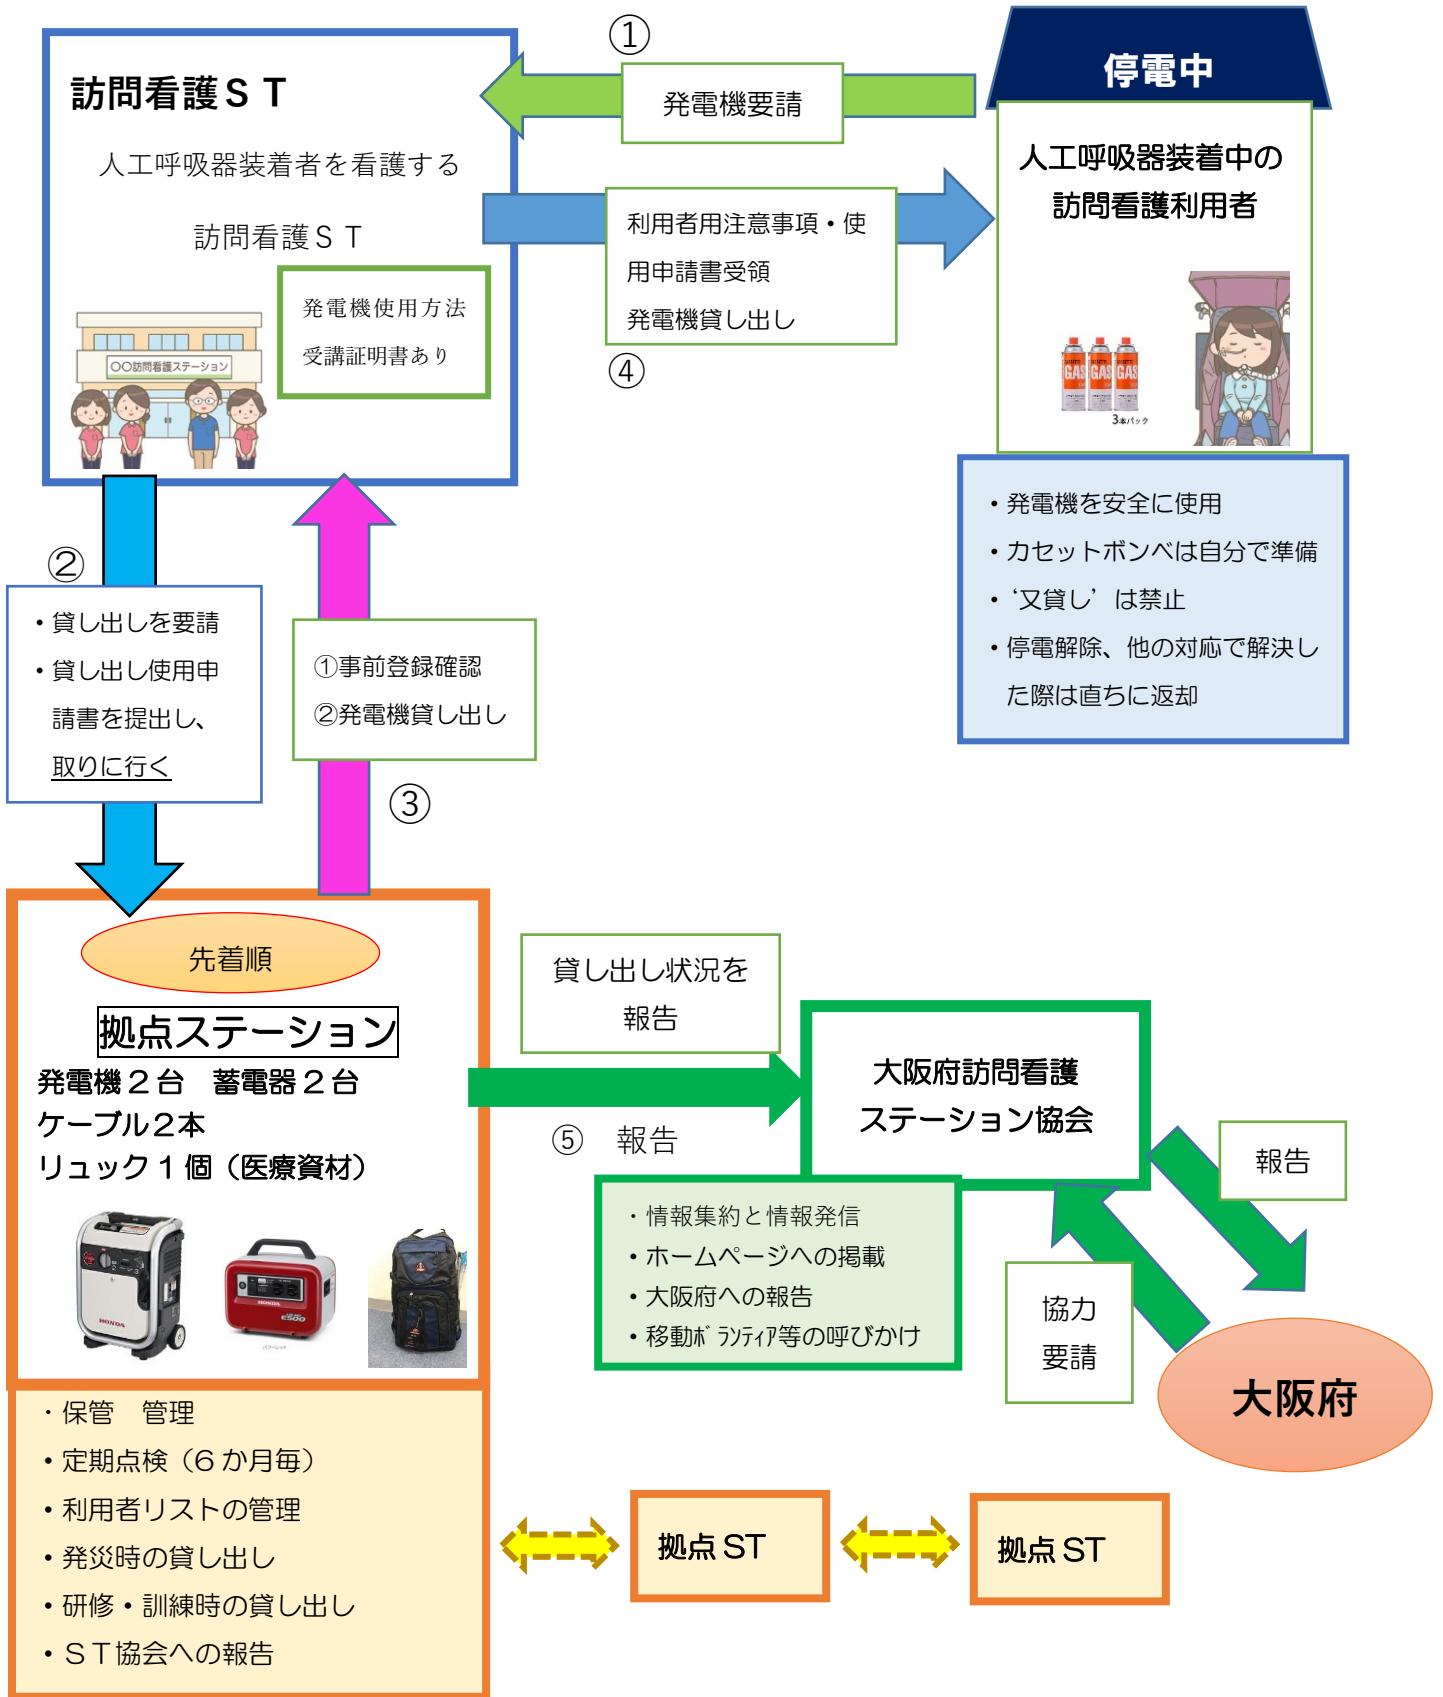 ①
発電機要請
停電中
訪問看護ＳＴ
人工呼吸器装着者を看護する
訪問看護ＳＴ
発電機使用方法
受講証明書あり
〇〇訪問看護ステーション
利用者用注意事項・使
用申請書受領
発電機貸し出し
④
人工呼吸器装着中の
訪問看護利用者
GAS
GAS
GAS
3本パック
・発電機を安全に使用
・カセットボンベは自分で準備
・‘又貸し’は禁止
・停電解除、他の対応で解決し
た際は直ちに返却
②
・貸し出しを要請
・貸し出し使用申
請書を提出し、
取りに行く
①事前登録確認
②発電機貸し出し
③
先着順
拠点ステーション
発電機２台　蓄電器２台
ケーブル２本
リュック１個（医療資材）
HONDA
HONDA
E500
貸し出し状況を
報告
⑤　報告
大阪府訪問看護
ステーション協会
・情報集約と情報発信
・ホームページへの掲載
・大阪府への報告
・移動ﾎﾞﾗﾝﾃｨｱ等の呼びかけ
報告
協力
要請
大阪府
・保管　管理
・定期点検（６か月毎）
・利用者リストの管理
・発災時の貸し出し
・研修・訓練時の貸し出し
・ＳＴ協会への報告
拠点 ST
拠点 ST